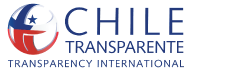 CHILE
TRANSPARENTE
TRANSPARENCY INTERNATIONAL